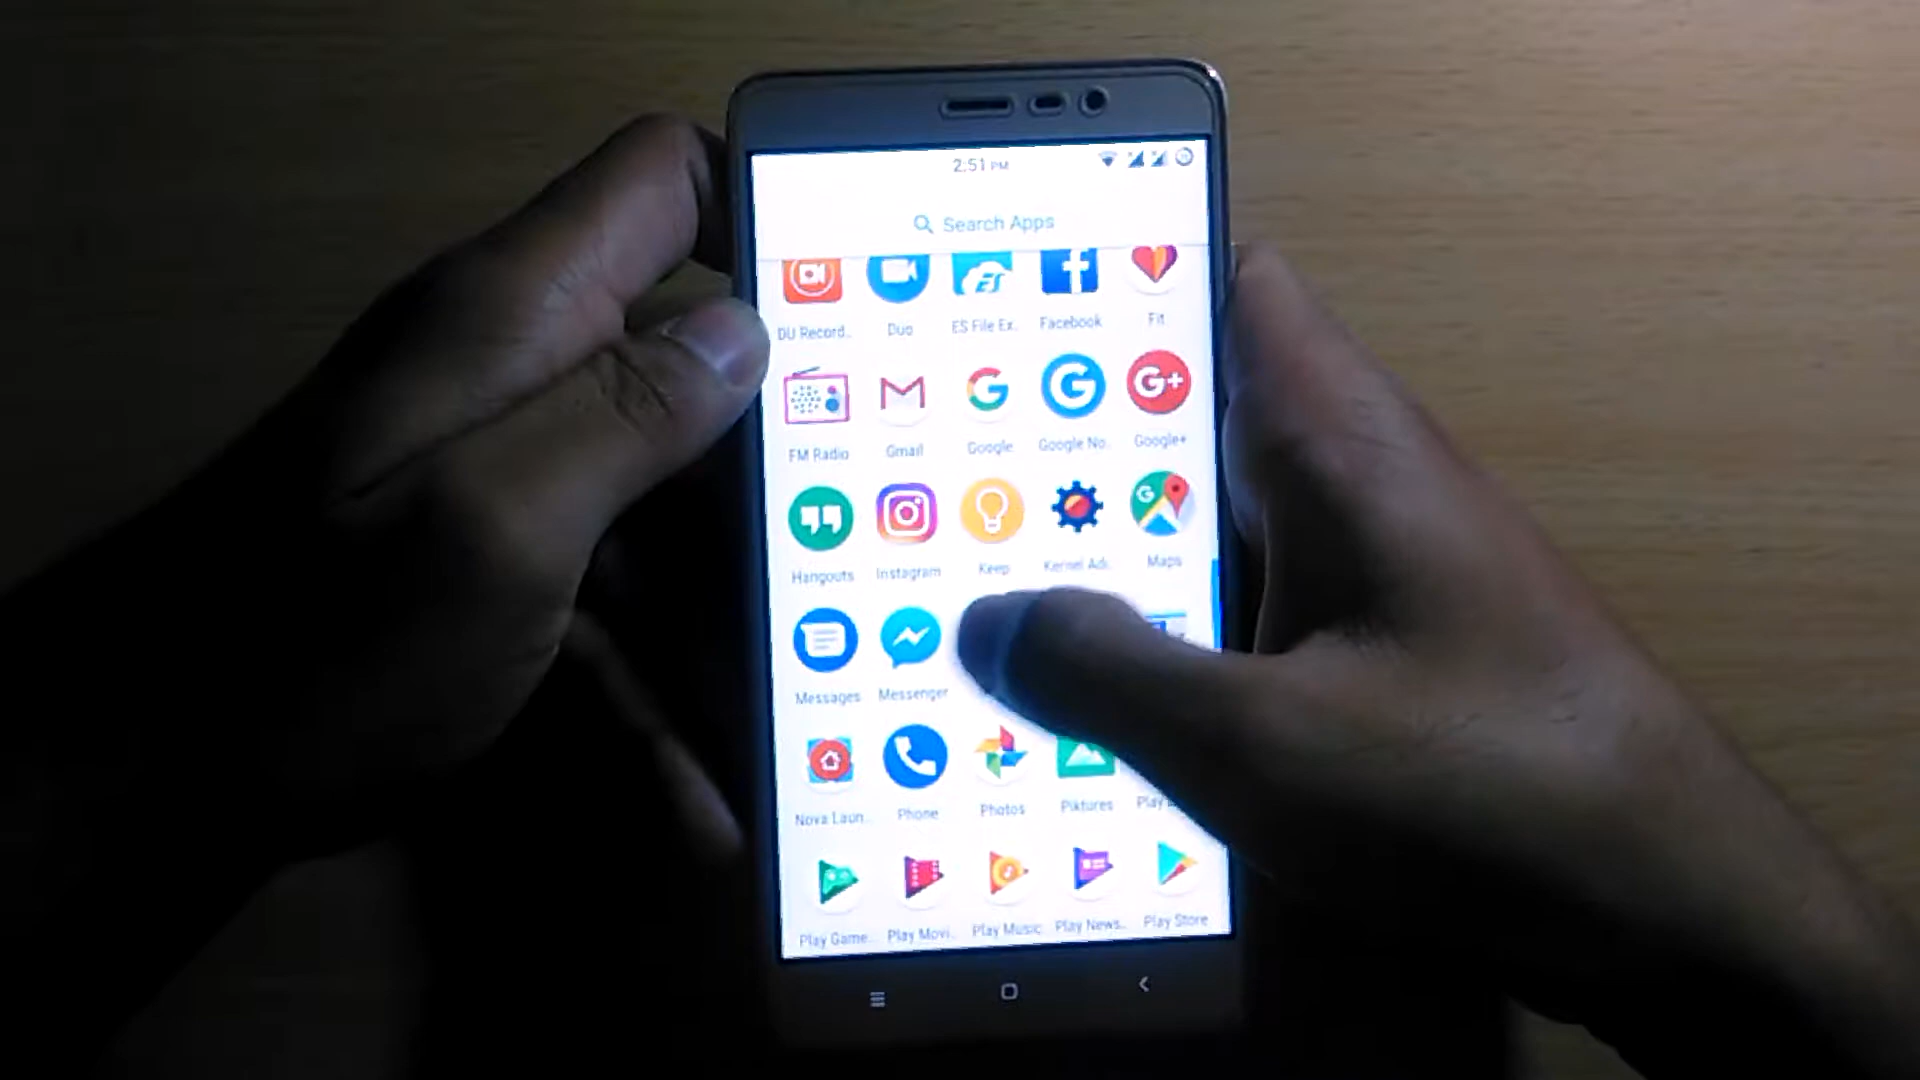 2:51 PM
Search Apps
DU Record.. Duo ES File Ex.. Facebook Fit
FM Radio Gmail Google Google No.. Google+
Hangouts Instagram Keep Kernel Adi.. Maps
Messages Messenger
Nova Laun.. Phone Photos Piktures Play
Play Game.. Play Movi.. Play Music Play News.. Play Store